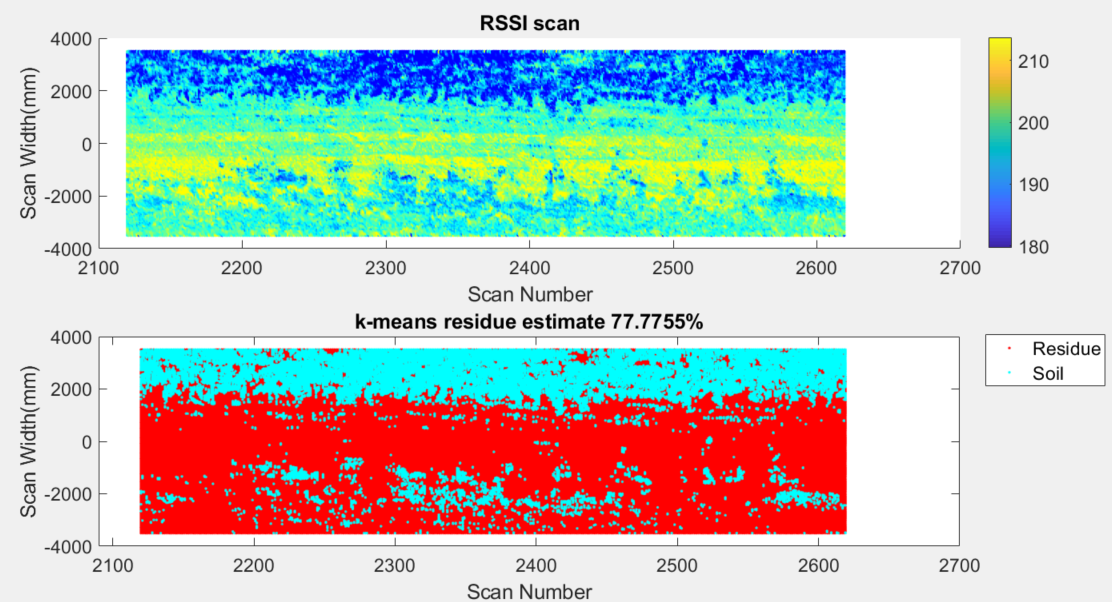 RSSI scan
4000
2000
0
-2000
-4000
Scan Width(mm)
2100 2200 2300 2400 2500 2600 2700
Scan Number
210
200
190
180
k-means residue estimate 77.7755%
4000
2000
0
-2000
-4000
Scan Width(mm)
2100 2200 2300 2400 2500 2600 2700
Scan Number
Residue
Soil